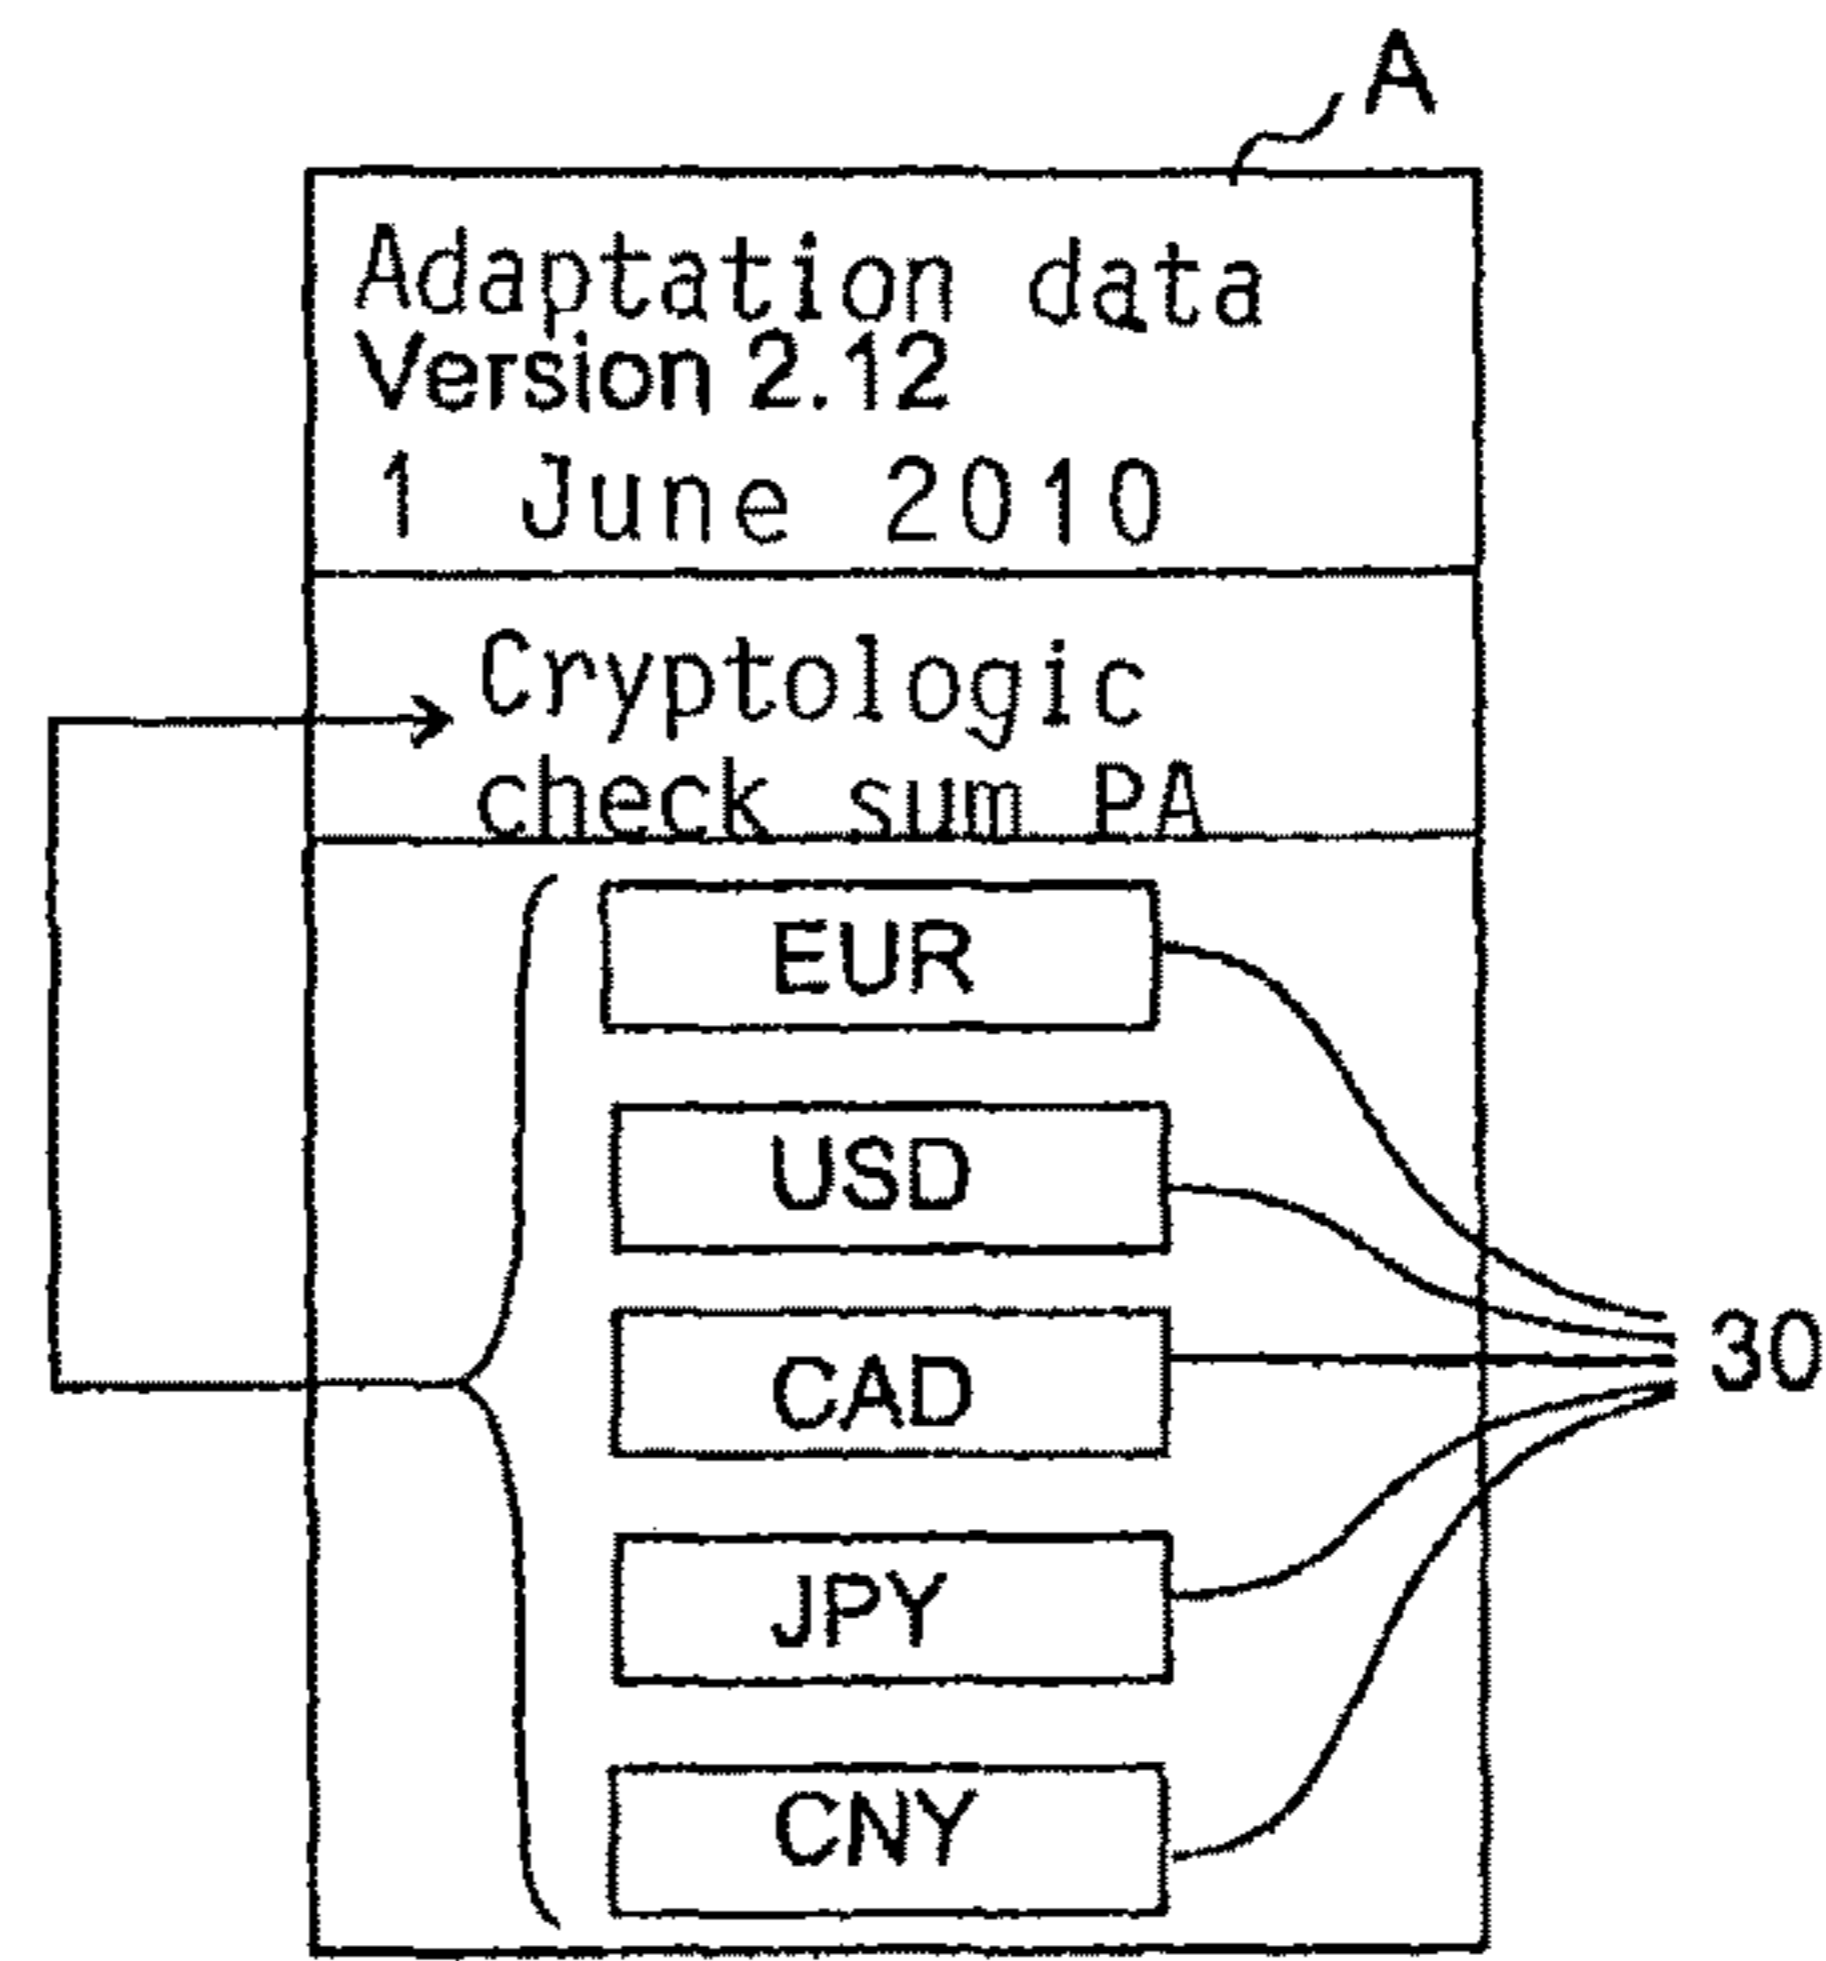 A
Adaptation data
Version 2.12
1 June 2010
Cryptologic
check sum PA
EUR
USD
CAD
30
JPY
CNY